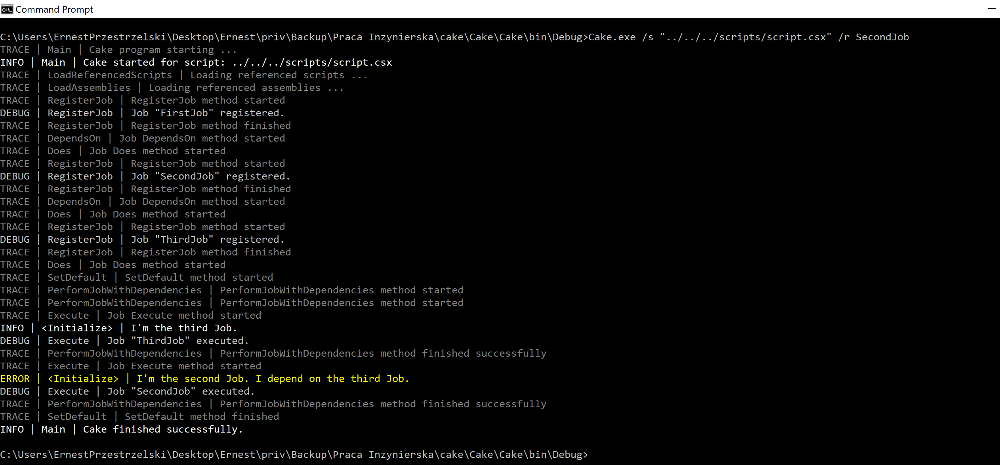 Command Prompt
C:\Users\ErnestPrzestrzelski\Desktop\Ernest\priv\Backup\Praca Inzynierska\cake\Cake\Cake\bin\Debug>Cake.exe /s "../../../scripts/script.csx" /r SecondJob
TRACE | Main | Cake program starting ...
INFO | Main | Cake started for script: ../../../scripts/script.csx
TRACE | LoadReferencedScripts | Loading referenced scripts ...
TRACE | LoadAssemblies | Loading referenced assemblies ...
TRACE | RegisterJob | RegisterJob method started
DEBUG | RegisterJob | Job "FirstJob" registered.
TRACE | RegisterJob | RegisterJob method finished
TRACE | DependsOn | Job DependsOn method started
TRACE | Does | Job Does method started
TRACE | RegisterJob | RegisterJob method started
DEBUG | RegisterJob | Job "SecondJob" registered.
TRACE | RegisterJob | RegisterJob method finished
TRACE | DependsOn | Job DependsOn method started
TRACE | Does | Job Does method started
TRACE | RegisterJob | RegisterJob method started
DEBUG | RegisterJob | Job "ThirdJob" registered.
TRACE | RegisterJob | RegisterJob method finished
TRACE | Does | Job Does method started
TRACE | SetDefault | SetDefault method started
TRACE | PerformJobWithDependencies | PerformJobWithDependencies method started
TRACE | PerformJobWithDependencies | PerformJobWithDependencies method started
TRACE | Execute | Job Execute method started
INFO | <Initialize> | I'm the third Job.
DEBUG | Execute | Job "ThirdJob" executed.
TRACE | PerformJobWithDependencies | PerformJobWithDependencies method finished successfully
TRACE | Execute | Job Execute method started
ERROR | <Initialize> | I'm the second Job. I depend on the third Job.
DEBUG | Execute | Job "SecondJob" executed.
TRACE | PerformJobWithDependencies | PerformJobWithDependencies method finished successfully
TRACE | SetDefault | SetDefault method finished
INFO | Main | Cake finished successfully.
C:\Users\ErnestPrzestrzelski\Desktop\Ernest\priv\Backup\Praca Inzynierska\cake\Cake\Cake\bin\Debug>